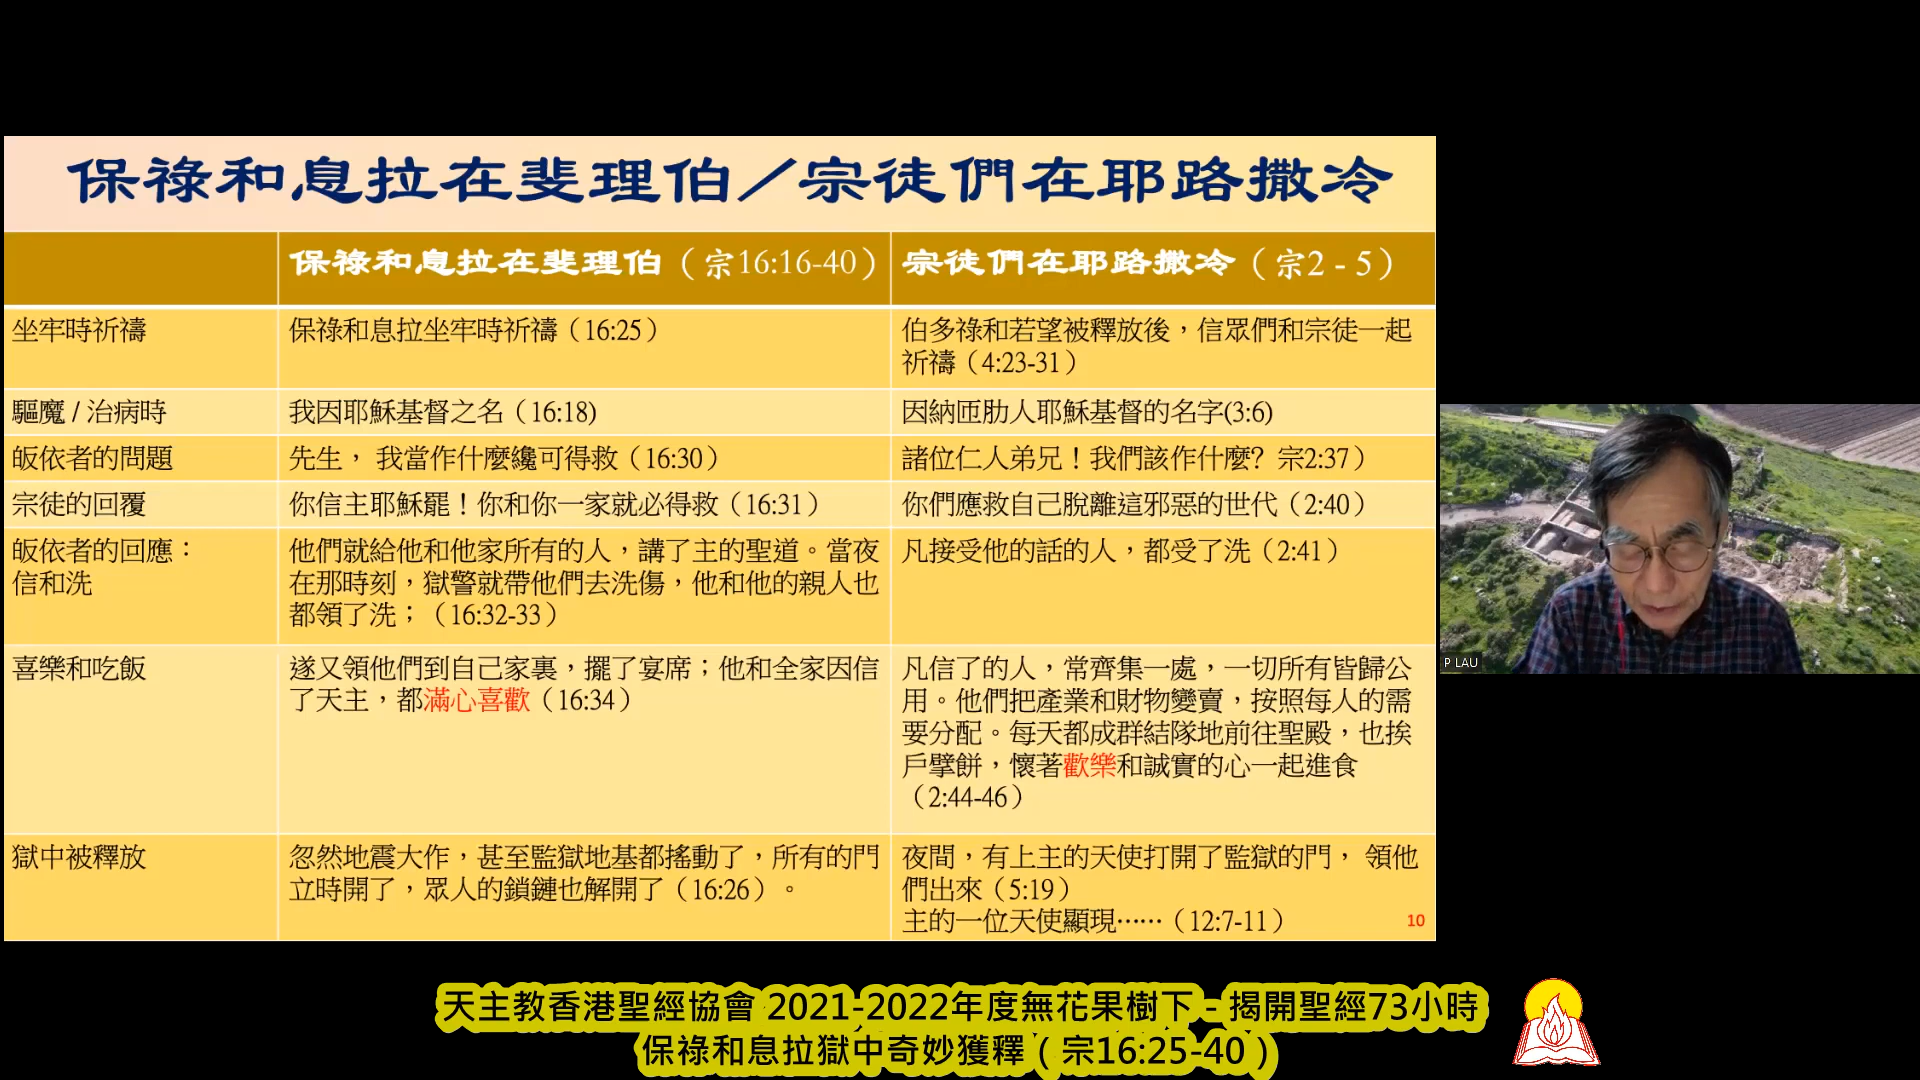 保祿和息拉在斐理伯／宗徒們在耶路撒冷
保祿和息拉在斐理伯（宗16:16-40）
宗徒們在耶路撒冷（宗2 - 5）
坐牢時祈禱
保祿和息拉坐牢時祈禱（16:25）
伯多祿和若望被釋放後，信眾們和宗徒一起
祈禱（4:23-31）
驅魔 / 治病時
我因耶穌基督之名（16:18)
因納匝肋人耶穌基督的名字(3:6)
皈依者的問題
先生， 我當作什麼纔可得救（16:30）
諸位仁人弟兄！我們該作什麼? 宗2:37）
宗徒的回覆
你信主耶穌罷！你和你一家就必得救（16:31）
你們應救自己脫離這邪惡的世代（2:40）
皈依者的回應：
信和洗
他們就給他和他家所有的人，講了主的聖道。當夜
在那時刻，獄警就帶他們去洗傷，他和他的親人也
都領了洗；（16:32-33）
凡接受他的話的人，都受了洗（2:41）
喜樂和吃飯
遂又領他們到自己家裏，擺了宴席；他和全家因信
了天主，都滿心喜歡（16:34）
凡信了的人，常齊集一處，一切所有皆歸公
用。他們把產業和財物變賣，按照每人的需
要分配。每天都成群結隊地前往聖殿，也挨
戶擘餅，懷著歡樂和誠實的心一起進食
（2:44-46）
獄中被釋放
忽然地震大作，甚至監獄地基都搖動了，所有的門
立時開了，眾人的鎖鏈也解開了（16:26）。
夜間，有上主的天使打開了監獄的門， 領他
們出來（5:19）
主的一位天使顯現……（12:7-11）
10
P LAU
天主教香港聖經協會 2021-2022年度無花果樹下 - 揭開聖經73小時
保祿和息拉獄中奇妙獲釋（宗16:25-40）